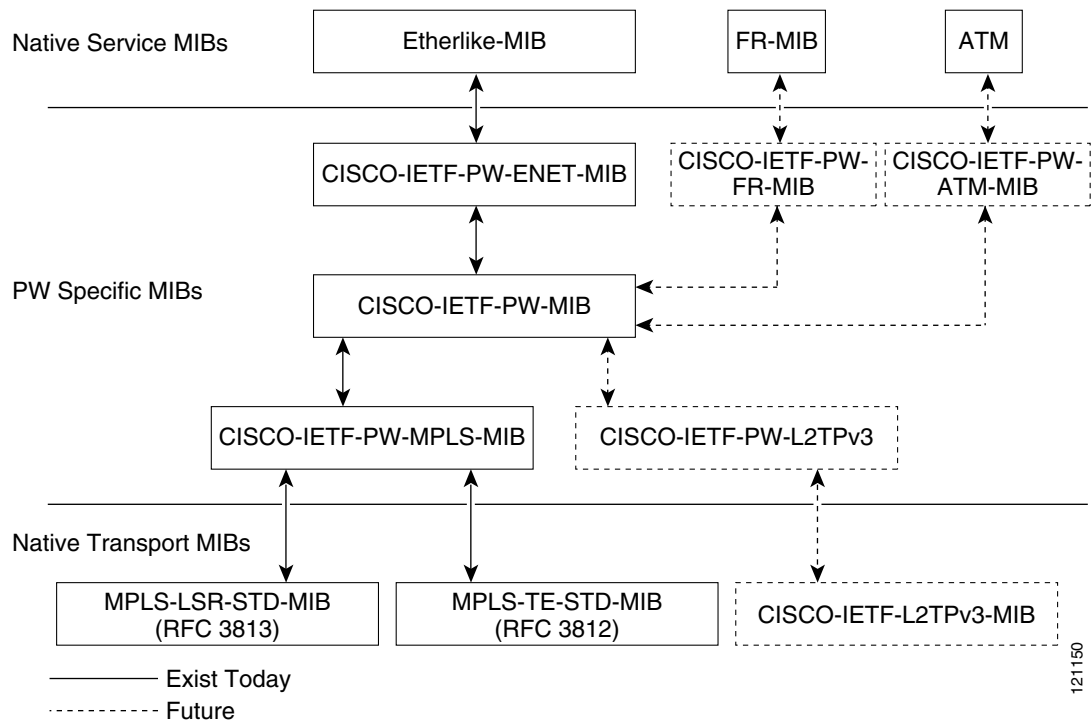 Native Service MIBs
Etherlike-MIB
FR-MIB
ATM
CISCO-IETF-PW-ENET-MIB
CISCO-IETF-PW-
FR-MIB
CISCO-IETF-PW-
ATM-MIB
PW Specific MIBs
CISCO-IETF-PW-MIB
CISCO-IETF-PW-MPLS-MIB
CISCO-IETF-PW-L2TPv3
Native Transport MIBs
MPLS-LSR-STD-MIB
(RFC 3813)
MPLS-TE-STD-MIB
(RFC 3812)
CISCO-IETF-L2TPv3-MIB
Exist Today
Future
121150